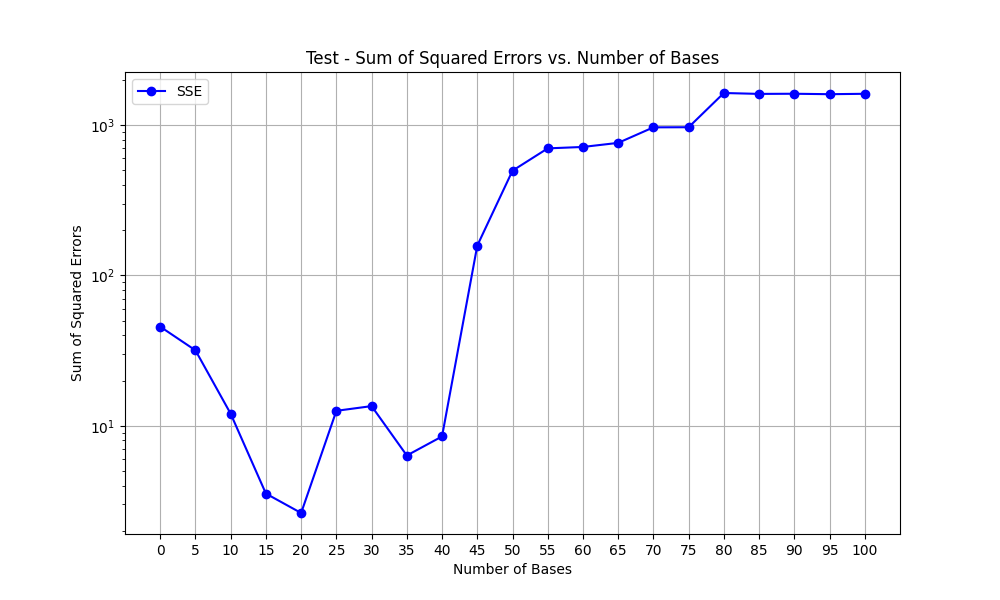 Test - Sum of Squared Errors vs. Number of Bases
SSE
Sum of Squared Errors
10³
10²
10¹
0 5 10 15 20 25 30 35 40 45 50 55 60 65 70 75 80 85 90 95 100
Number of Bases